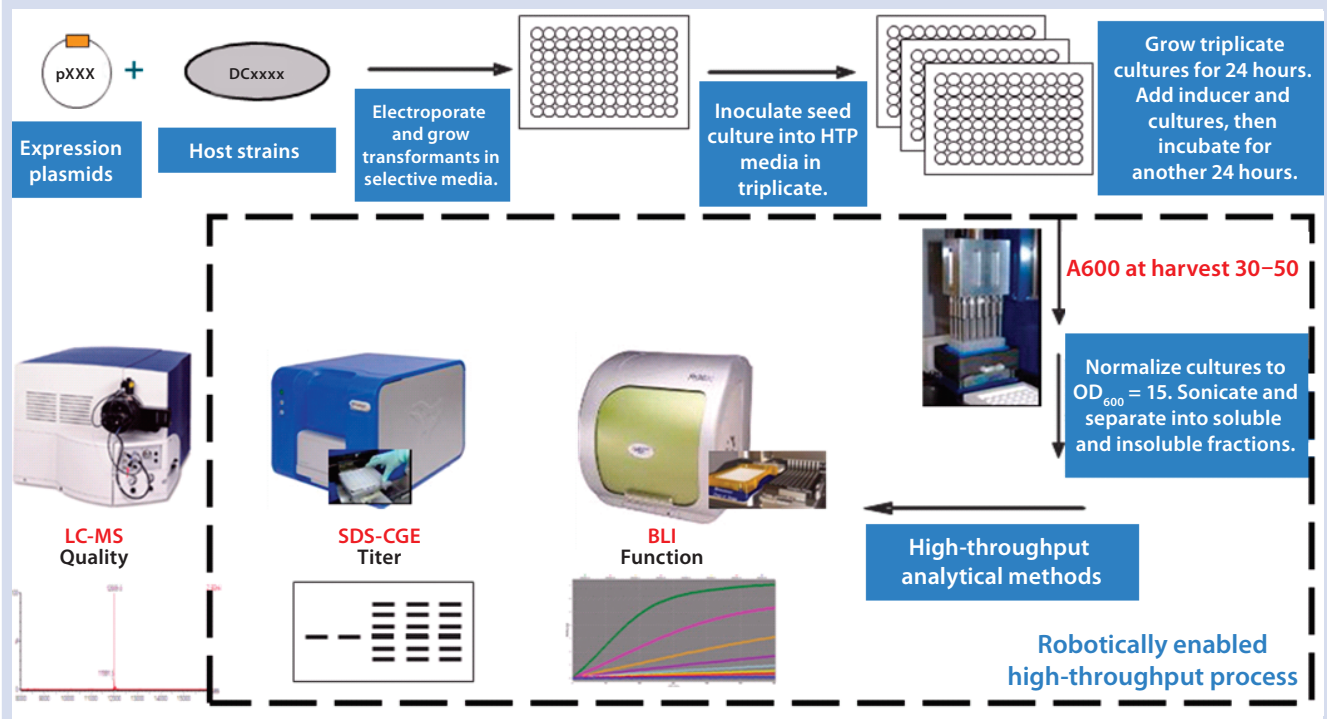 pXXX
+
DCxxxx
Expression
plasmids
Host strains
Electroporate
and grow
transformants in
selective media.
Inoculate seed
culture into HTP
media in
triplicate.
Grow triplicate
cultures for 24 hours.
Add inducer and
cultures, then
incubate for
another 24 hours.
A600 at harvest 30–50
Normalize cultures to
OD600 = 15. Sonicate and
separate into soluble
and insoluble fractions.
High-throughput
analytical methods
BLI
Function
SDS-CGE
Titer
LC-MS
Quality
Robotically enabled
high-throughput process